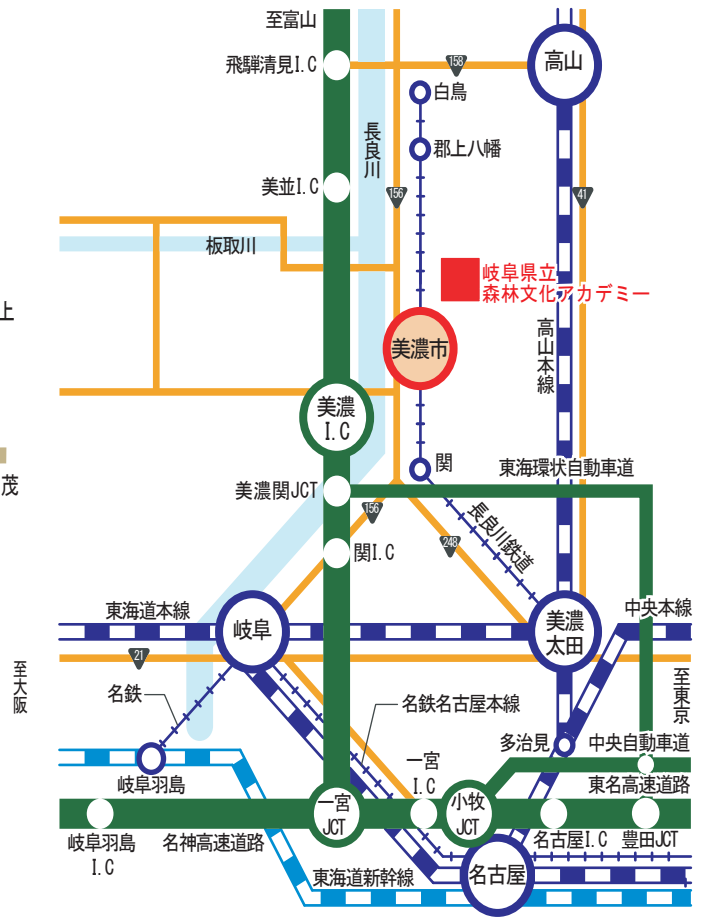 至富山
飛騨清見I.C
158
高山
白鳥
長良川
郡上八幡
美並I.C
156
41
板取川
岐阜県立
森林文化アカデミー
上
高山本線
美濃市
美濃
I.C
関
東海環状自動車道
茂
美濃関JCT
156
長良川鉄道
248
関I.C
東海道本線
岐阜
美濃
太田
中央本線
21
至大阪
至東京
名鉄
名鉄名古屋本線
多治見
中央自動車道
岐阜羽島
一宮
I.C
東名高速道路
一宮
JCT
小牧
JCT
岐阜羽島
I.C
名神高速道路
名古屋I.C
豊田JCT
東海道新幹線
名古屋